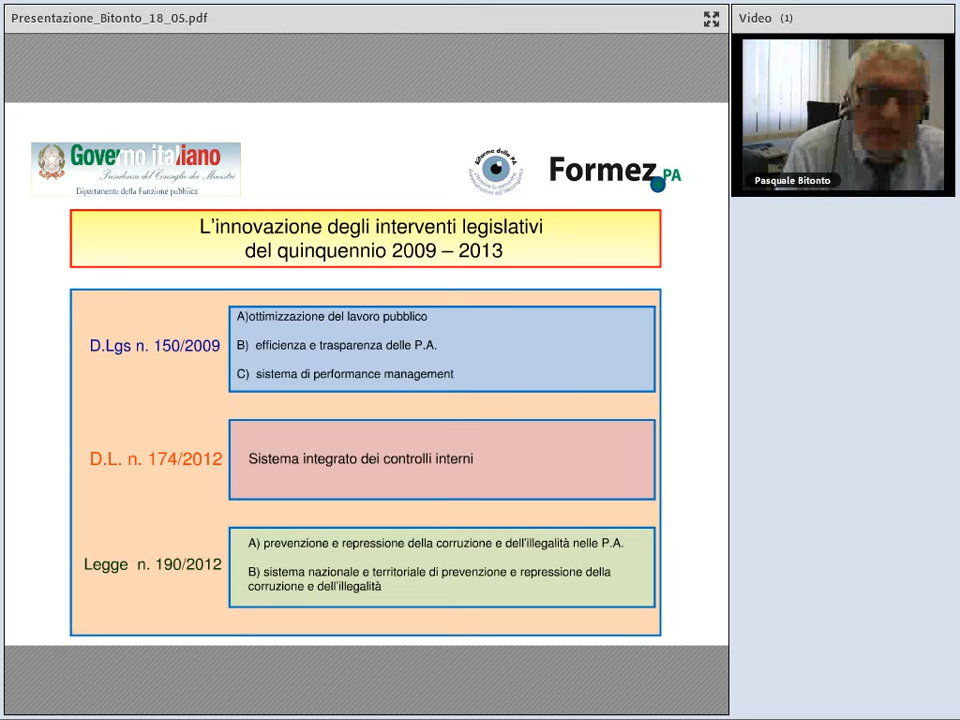 Presentazione_Bitonto_18_05.pdf
Video (1)
Governo italiano
Presidenza del Consiglio dei Ministri
Dipartimento della Funzione pubblica
Riforma della PA
Formez PA
Pasquale Bitonto
L'innovazione degli interventi legislativi
del quinquennio 2009 – 2013
D.Lgs n. 150/2009
A)ottimizzazione del lavoro pubblico
B) efficienza e trasparenza delle P.A.
C) sistema di performance management
D.L. n. 174/2012
Sistema integrato dei controlli interni
Legge n. 190/2012
A) prevenzione e repressione della corruzione e dell'illegalità nelle P.A.
B) sistema nazionale e territoriale di prevenzione e repressione della
corruzione e dell'illegalità